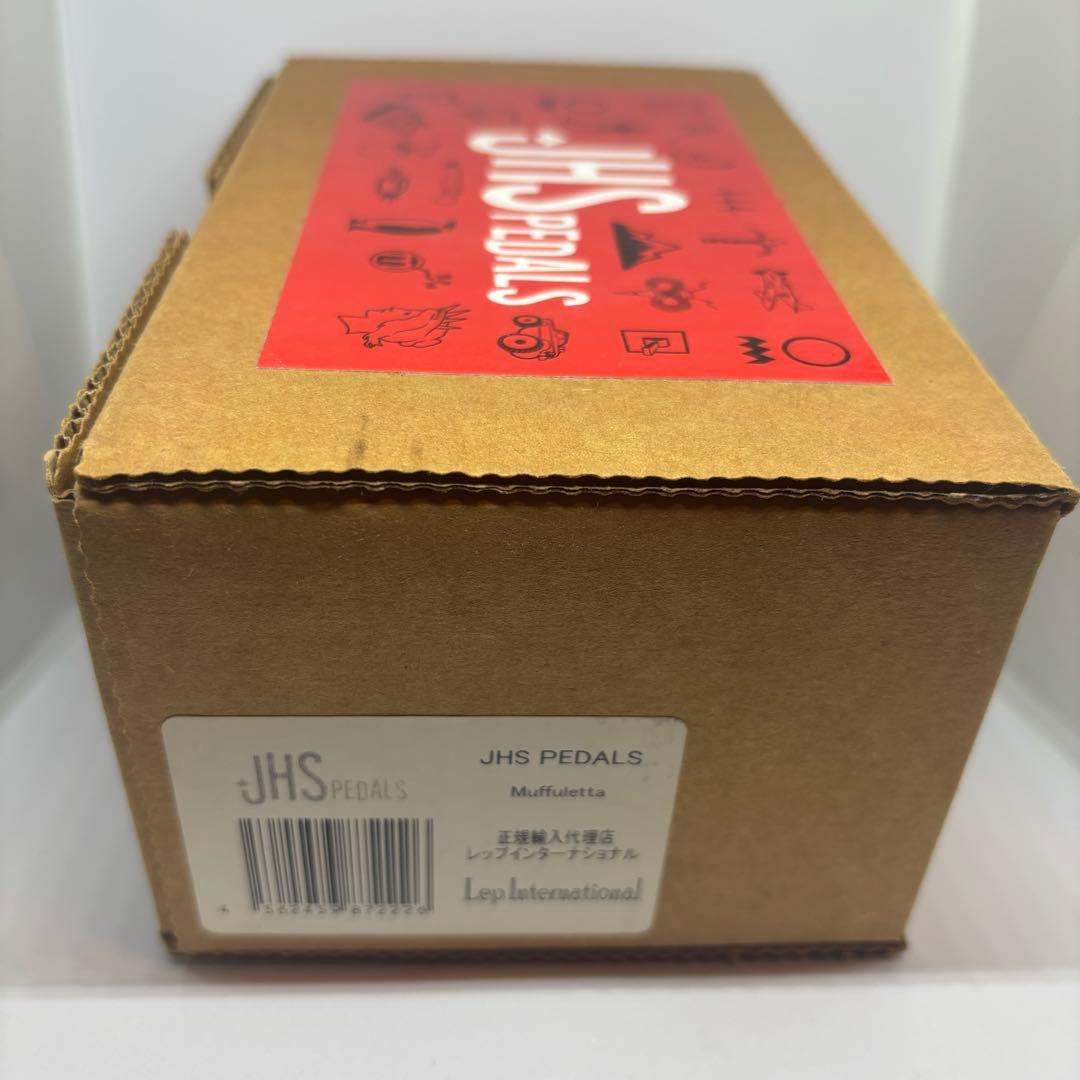 JHS
PEDALS
JHS PEDALS
JHS PEDALS
Muffuletta
正規輸入代理店
レップインターナショナル
Lep International